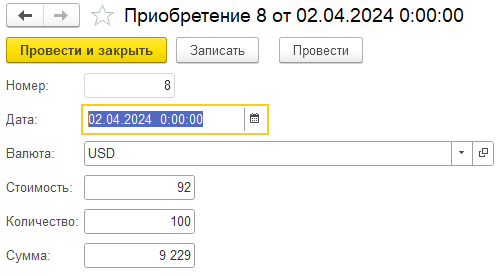 Приобретение 8 от 02.04.2024 0:00:00
Провести и закрыть Записать Провести
Номер: 8
Дата: 02.04.2024 0:00:00
Валюта: USD
Стоимость: 92
Количество: 100
Сумма: 9 229